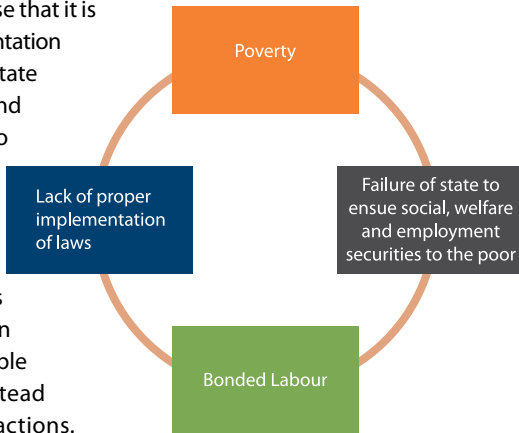 se that it is
ntation
tate
nd
o
s
n
ble
tead
actions.
Poverty
Failure of state to
ensue social, welfare
and employment
securities to the poor
Bonded Labour
Lack of proper
implementation
of laws